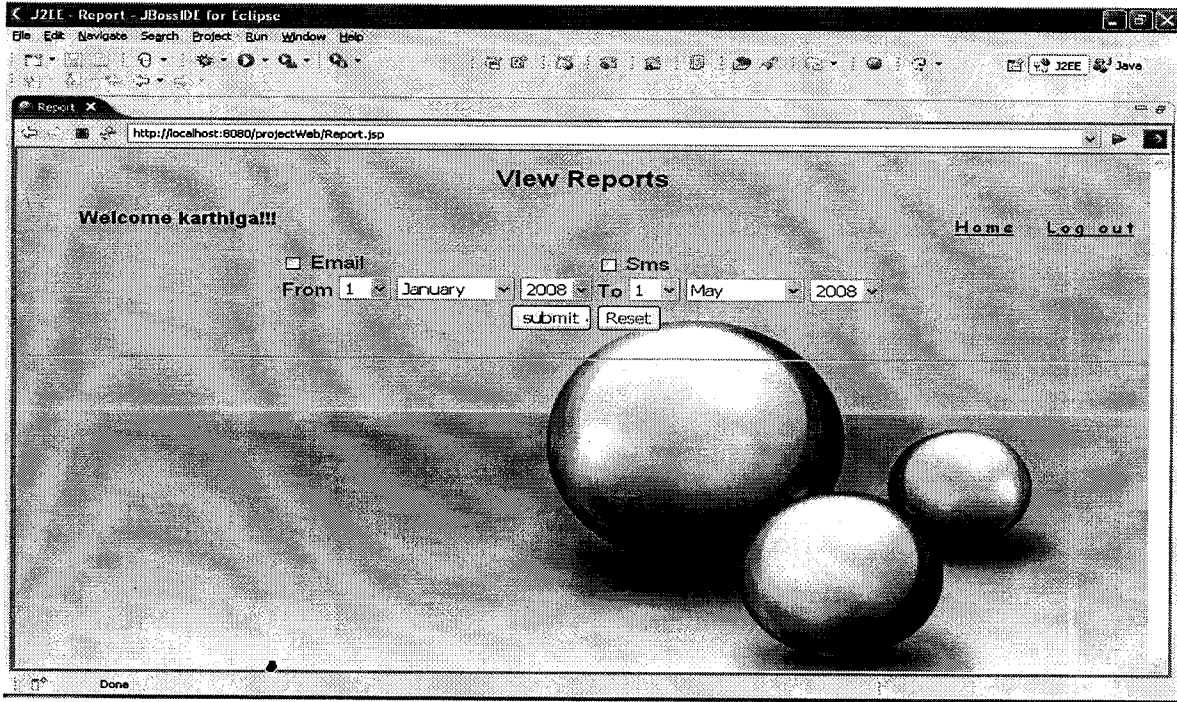 J2EE - Report - JBossIDE for Eclipse
File Edit Navigate Search Project Run Window Help
J2EE Java
Report
http://localhost:8080/projectWeb/Report.jsp
View Reports
Welcome karthiga!!!
Home Log out
Email Sms
From 1 January 2008 To 1 May 2008
submit Reset
Done